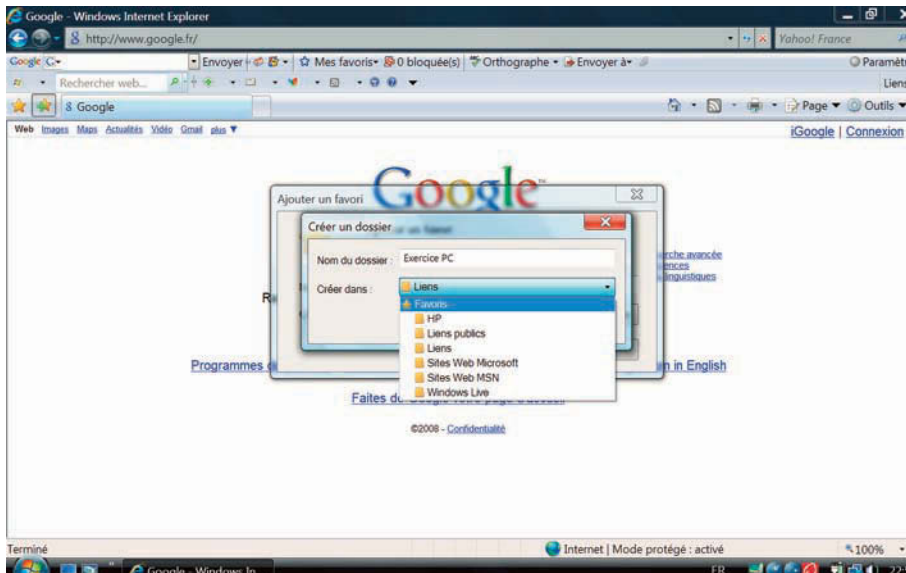 Google - Windows Internet Explorer
http://www.google.fr/
Yahoo! France
Google G
Envoyer
Mes favoris
0 bloquée(s)
Orthographe
Envoyer à
Rechercher web...
Liens
Google
Page
Outils
Web Images Maps Actualités Vidéo Gmail plus ▼
iGoogle | Connexion
Google™
Ajouter un favori
Créer un dossier
Nom du dossier :
Exercice PC
Créer dans :
Liens
Favoris
HP
Liens publics
Liens
Sites Web Microsoft
Sites Web MSN
Windows Live
avancée
linguistiques
Programmes
in English
Faites de Google votre page d'accueil
©2008 - Confidentialité
Terminé
Internet | Mode protégé : activé
100%
Google - Windows In
FR